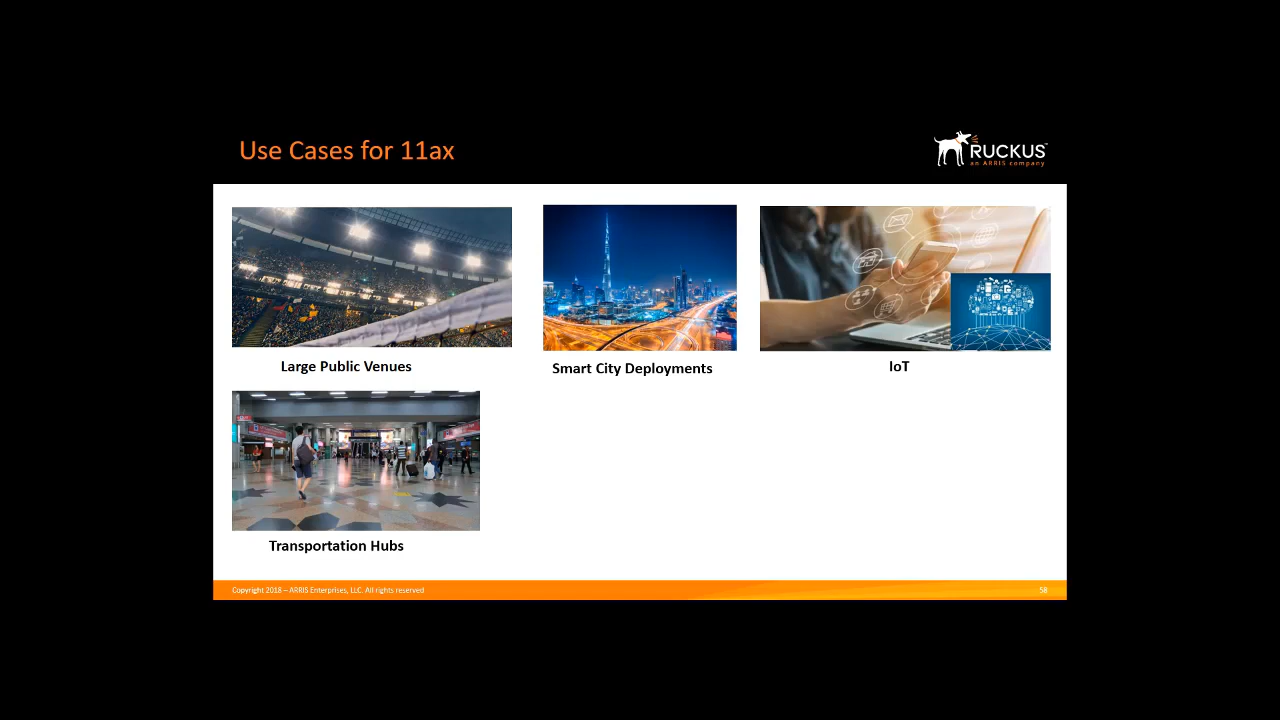 Use Cases for 11ax
RUCKUS
an ARRIS company
Large Public Venues
Smart City Deployments
IoT
Transportation Hubs
Copyright 2018 – ARRIS Enterprises, LLC. All rights reserved
58